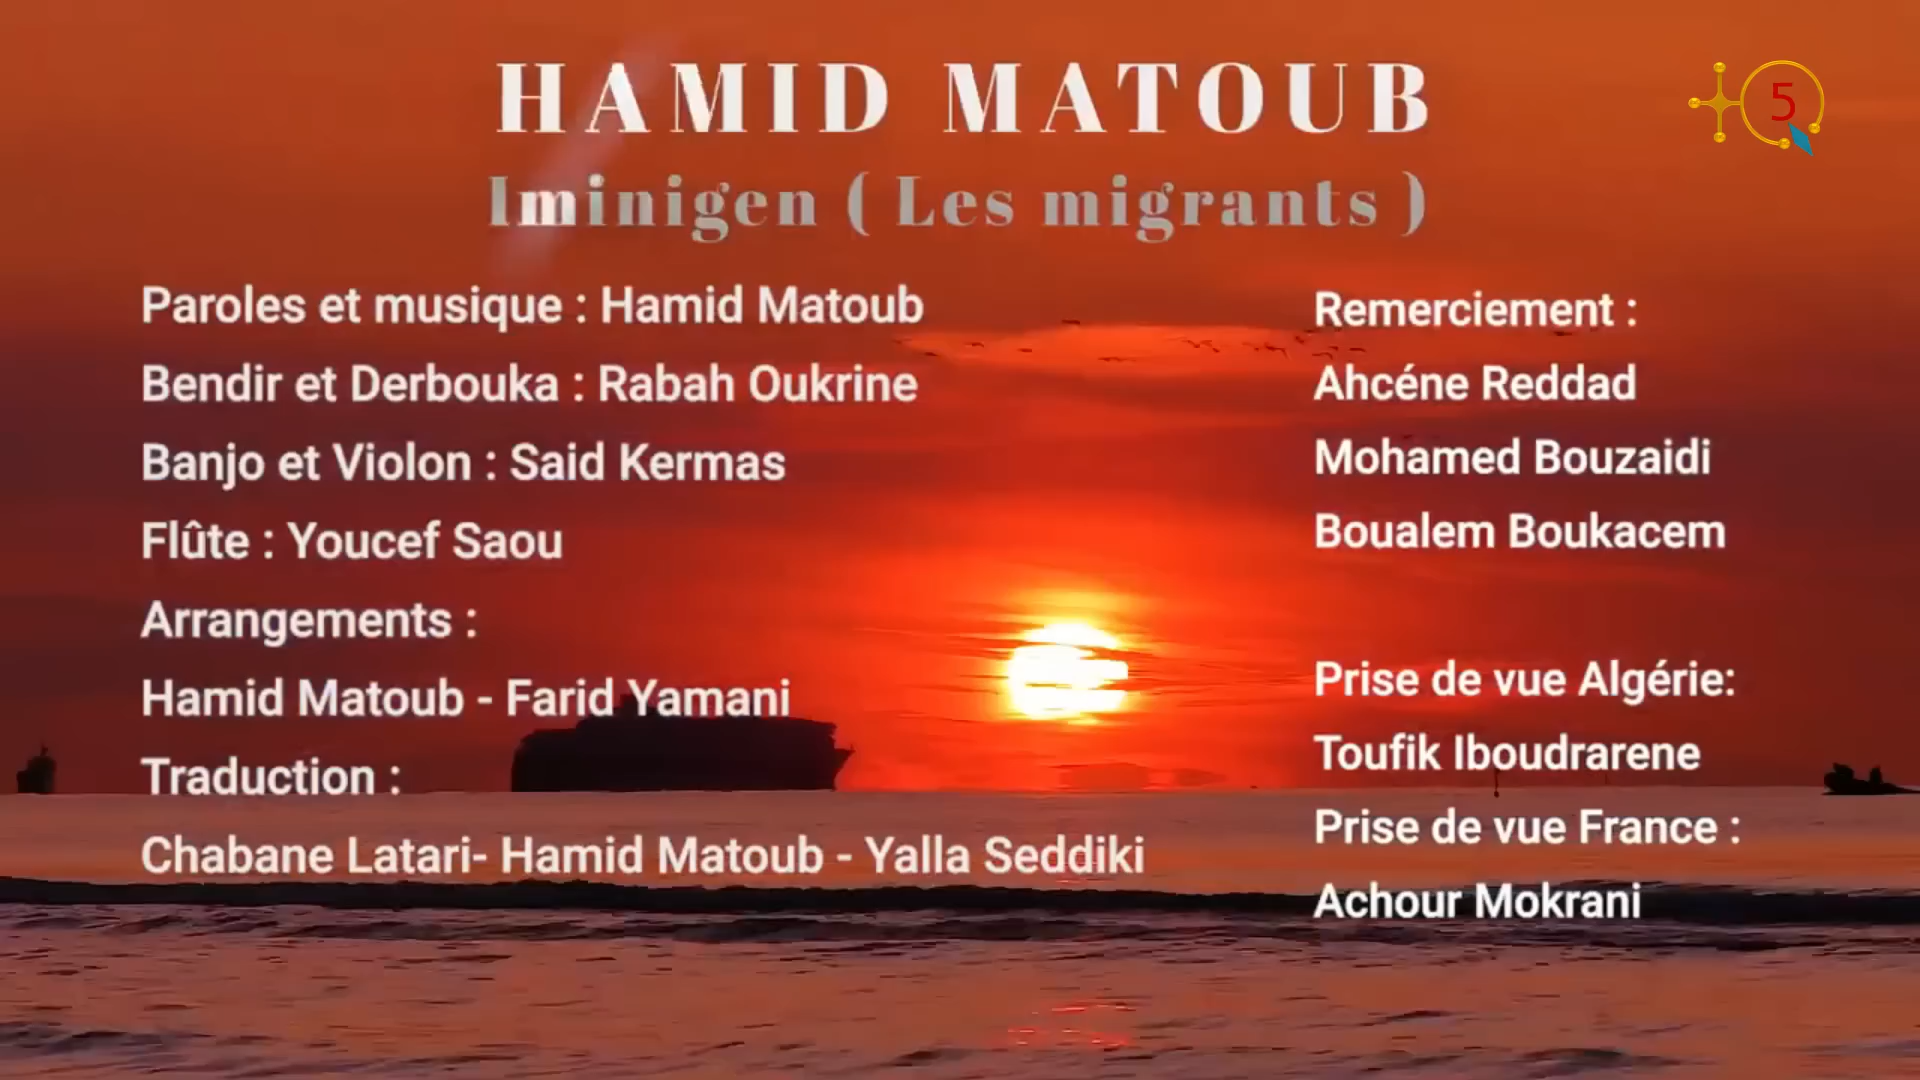 HAMID MATOUB
Iminigen ( Les migrants )
5
Paroles et musique : Hamid Matoub
Bendir et Derbouka : Rabah Oukrine
Banjo et Violon : Said Kermas
Flûte : Youcef Saou
Arrangements :
Hamid Matoub - Farid Yamani
Traduction :
Chabane Latari- Hamid Matoub - Yalla Seddiki
Remerciement :
Ahcéne Reddad
Mohamed Bouzaidi
Boualem Boukacem
Prise de vue Algérie:
Toufik Iboudrarene
Prise de vue France :
Achour Mokrani